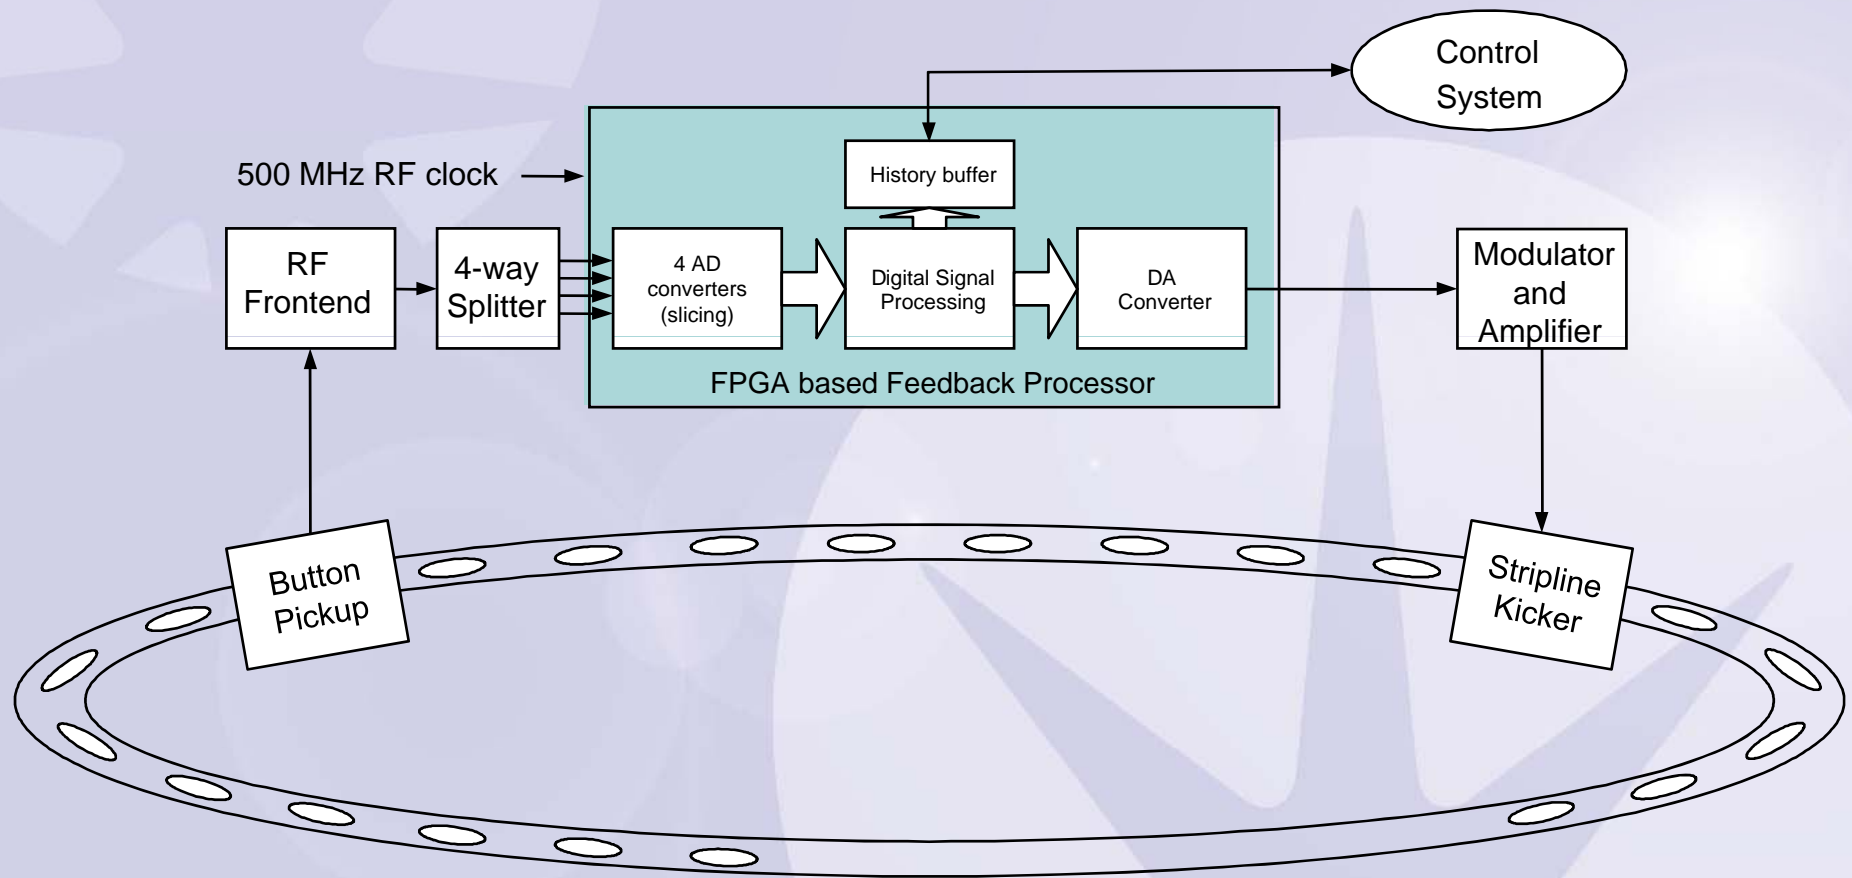 Control
System
500 MHz RF clock
History buffer
RF
Frontend
4-way
Splitter
4 AD
converters
(slicing)
Digital Signal
Processing
DA
Converter
Modulator
and
Amplifier
FPGA based Feedback Processor
Button
Pickup
Stripline
Kicker